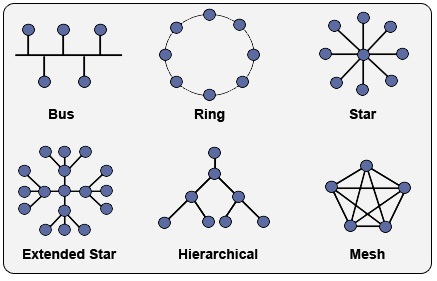 Bus
Ring
Star
Extended Star
Hierarchical
Mesh